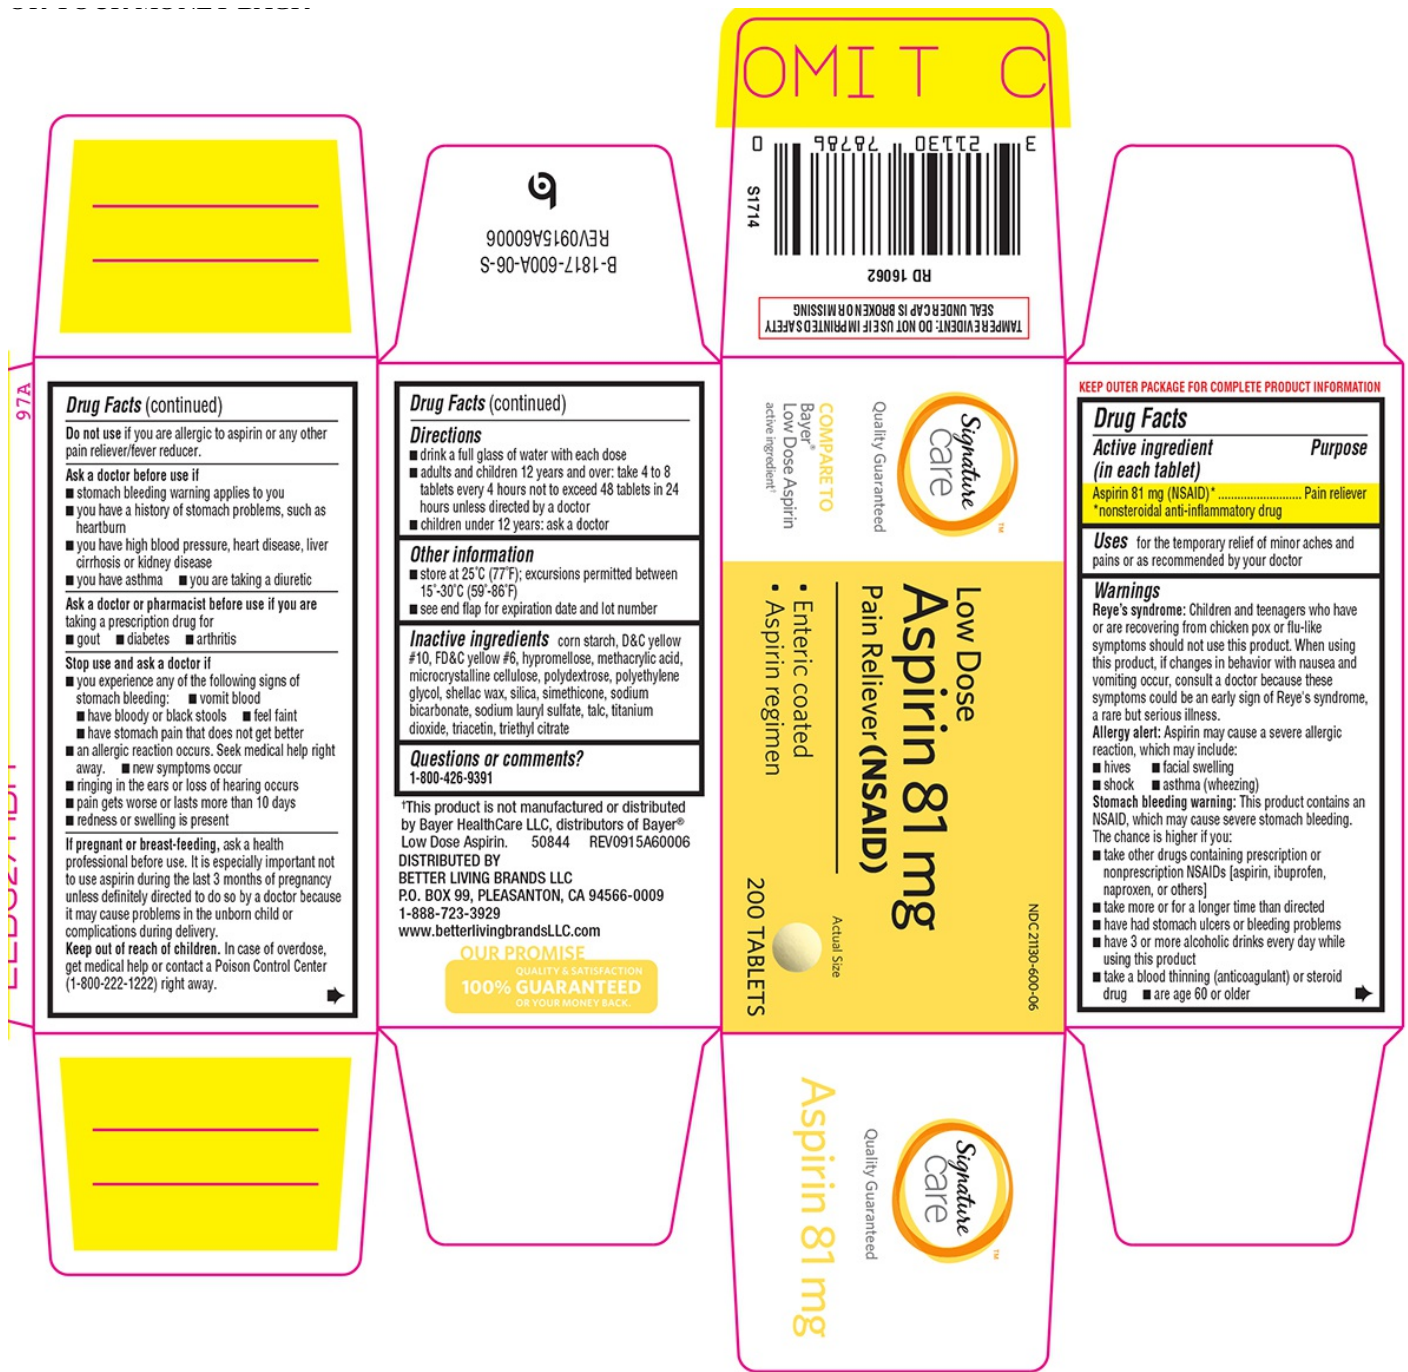 OMIT C
3 21130 78786 0
S1714
RD 16062
TAMPER EVIDENT: DO NOT USE IF IMPRINTED SAFETY
SEAL UNDER CAP IS BROKEN OR MISSING
B-1817-600A-06-S
REV0915A60006
97A
Drug Facts (continued)
Do not use if you are allergic to aspirin or any other
pain reliever/fever reducer.
Ask a doctor before use if
■ stomach bleeding warning applies to you
■ you have a history of stomach problems, such as
heartburn
■ you have high blood pressure, heart disease, liver
cirrhosis or kidney disease
■ you have asthma ■ you are taking a diuretic
Ask a doctor or pharmacist before use if you are
taking a prescription drug for
■ gout ■ diabetes ■ arthritis
Stop use and ask a doctor if
■ you experience any of the following signs of
stomach bleeding: ■ vomit blood
■ have bloody or black stools ■ feel faint
■ have stomach pain that does not get better
■ an allergic reaction occurs. Seek medical help right
away. ■ new symptoms occur
■ ringing in the ears or loss of hearing occurs
■ pain gets worse or lasts more than 10 days
■ redness or swelling is present
If pregnant or breast-feeding, ask a health
professional before use. It is especially important not
to use aspirin during the last 3 months of pregnancy
unless definitely directed to do so by a doctor because
it may cause problems in the unborn child or
complications during delivery.
Keep out of reach of children. In case of overdose,
get medical help or contact a Poison Control Center
(1-800-222-1222) right away.
Drug Facts (continued)
Directions
■ drink a full glass of water with each dose
■ adults and children 12 years and over: take 4 to 8
tablets every 4 hours not to exceed 48 tablets in 24
hours unless directed by a doctor
■ children under 12 years: ask a doctor
Other information
■ store at 25˚C (77˚F); excursions permitted between
15˚-30˚C (59˚-86˚F)
■ see end flap for expiration date and lot number
Inactive ingredients corn starch, D&C yellow
#10, FD&C yellow #6, hypromellose, methacrylic acid,
microcrystalline cellulose, polydextrose, polyethylene
glycol, shellac wax, silica, simethicone, sodium
bicarbonate, sodium lauryl sulfate, talc, titanium
dioxide, triacetin, triethyl citrate
Questions or comments?
1-800-426-9391
†This product is not manufactured or distributed
by Bayer HealthCare LLC, distributors of Bayer®
Low Dose Aspirin. 50844 REV0915A60006
DISTRIBUTED BY
BETTER LIVING BRANDS LLC
P.O. BOX 99, PLEASANTON, CA 94566-0009
1-888-723-3929
www.betterlivingbrandsLLC.com
OUR PROMISE
QUALITY & SATISFACTION
100% GUARANTEED
OR YOUR MONEY BACK.
Signature
care™
Quality Guaranteed
COMPARE TO
Bayer®
Low Dose Aspirin
active ingredient†
NDC 21130-600-06
Low Dose
Aspirin 81 mg
Pain Reliever (NSAID)
• Enteric coated
• Aspirin regimen
Actual Size
200 TABLETS
Signature
care™
Quality Guaranteed
Aspirin 81 mg
KEEP OUTER PACKAGE FOR COMPLETE PRODUCT INFORMATION
Drug Facts
Active ingredient Purpose
(in each tablet)
Aspirin 81 mg (NSAID)* .......................... Pain reliever
*nonsteroidal anti-inflammatory drug
Uses for the temporary relief of minor aches and
pains or as recommended by your doctor
Warnings
Reye's syndrome: Children and teenagers who have
or are recovering from chicken pox or flu-like
symptoms should not use this product. When using
this product, if changes in behavior with nausea and
vomiting occur, consult a doctor because these
symptoms could be an early sign of Reye's syndrome,
a rare but serious illness.
Allergy alert: Aspirin may cause a severe allergic
reaction, which may include:
■ hives ■ facial swelling
■ shock ■ asthma (wheezing)
Stomach bleeding warning: This product contains an
NSAID, which may cause severe stomach bleeding.
The chance is higher if you:
■ take other drugs containing prescription or
nonprescription NSAIDs [aspirin, ibuprofen,
naproxen, or others]
■ take more or for a longer time than directed
■ have had stomach ulcers or bleeding problems
■ have 3 or more alcoholic drinks every day while
using this product
■ take a blood thinning (anticoagulant) or steroid
drug ■ are age 60 or older